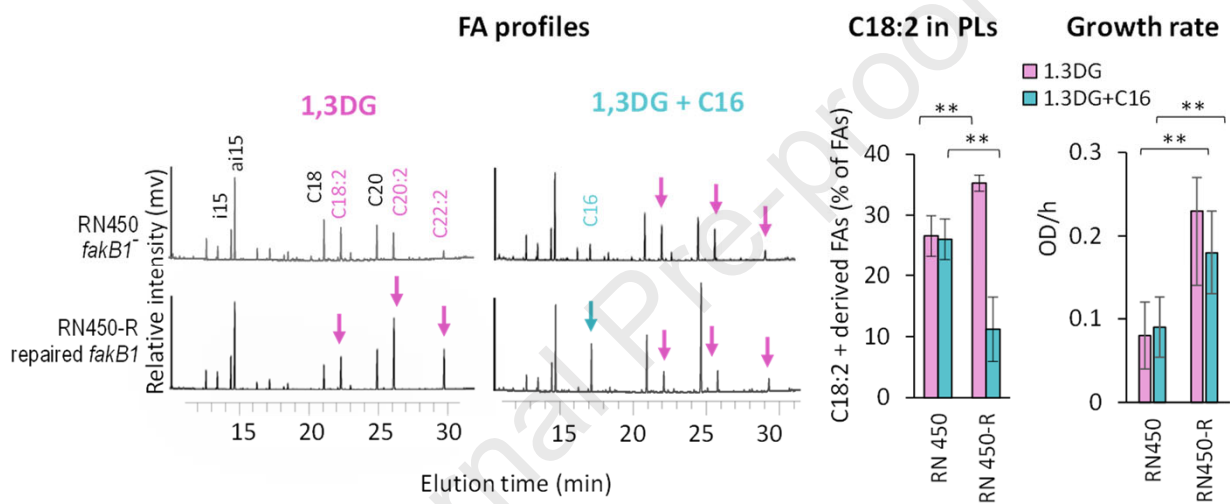 FA profiles
C18:2 in PLs
Growth rate
1.3DG
1.3DG+C16
1,3DG
1,3DG + C16
**
**
**
**
i15
ai15
C18
C18:2
C20
C20:2
C22:2
C16
RN450
fakB1-
RN450-R
repaired fakB1
Relative intensity (mv)
15
20
25
30
15
20
25
30
Elution time (min)
C18:2 + derived FAs (% of FAs)
40
30
20
10
0
RN 450
RN 450-R
OD/h
0.3
0.2
0.1
0
RN450
RN450-R
rnal Pre-proo